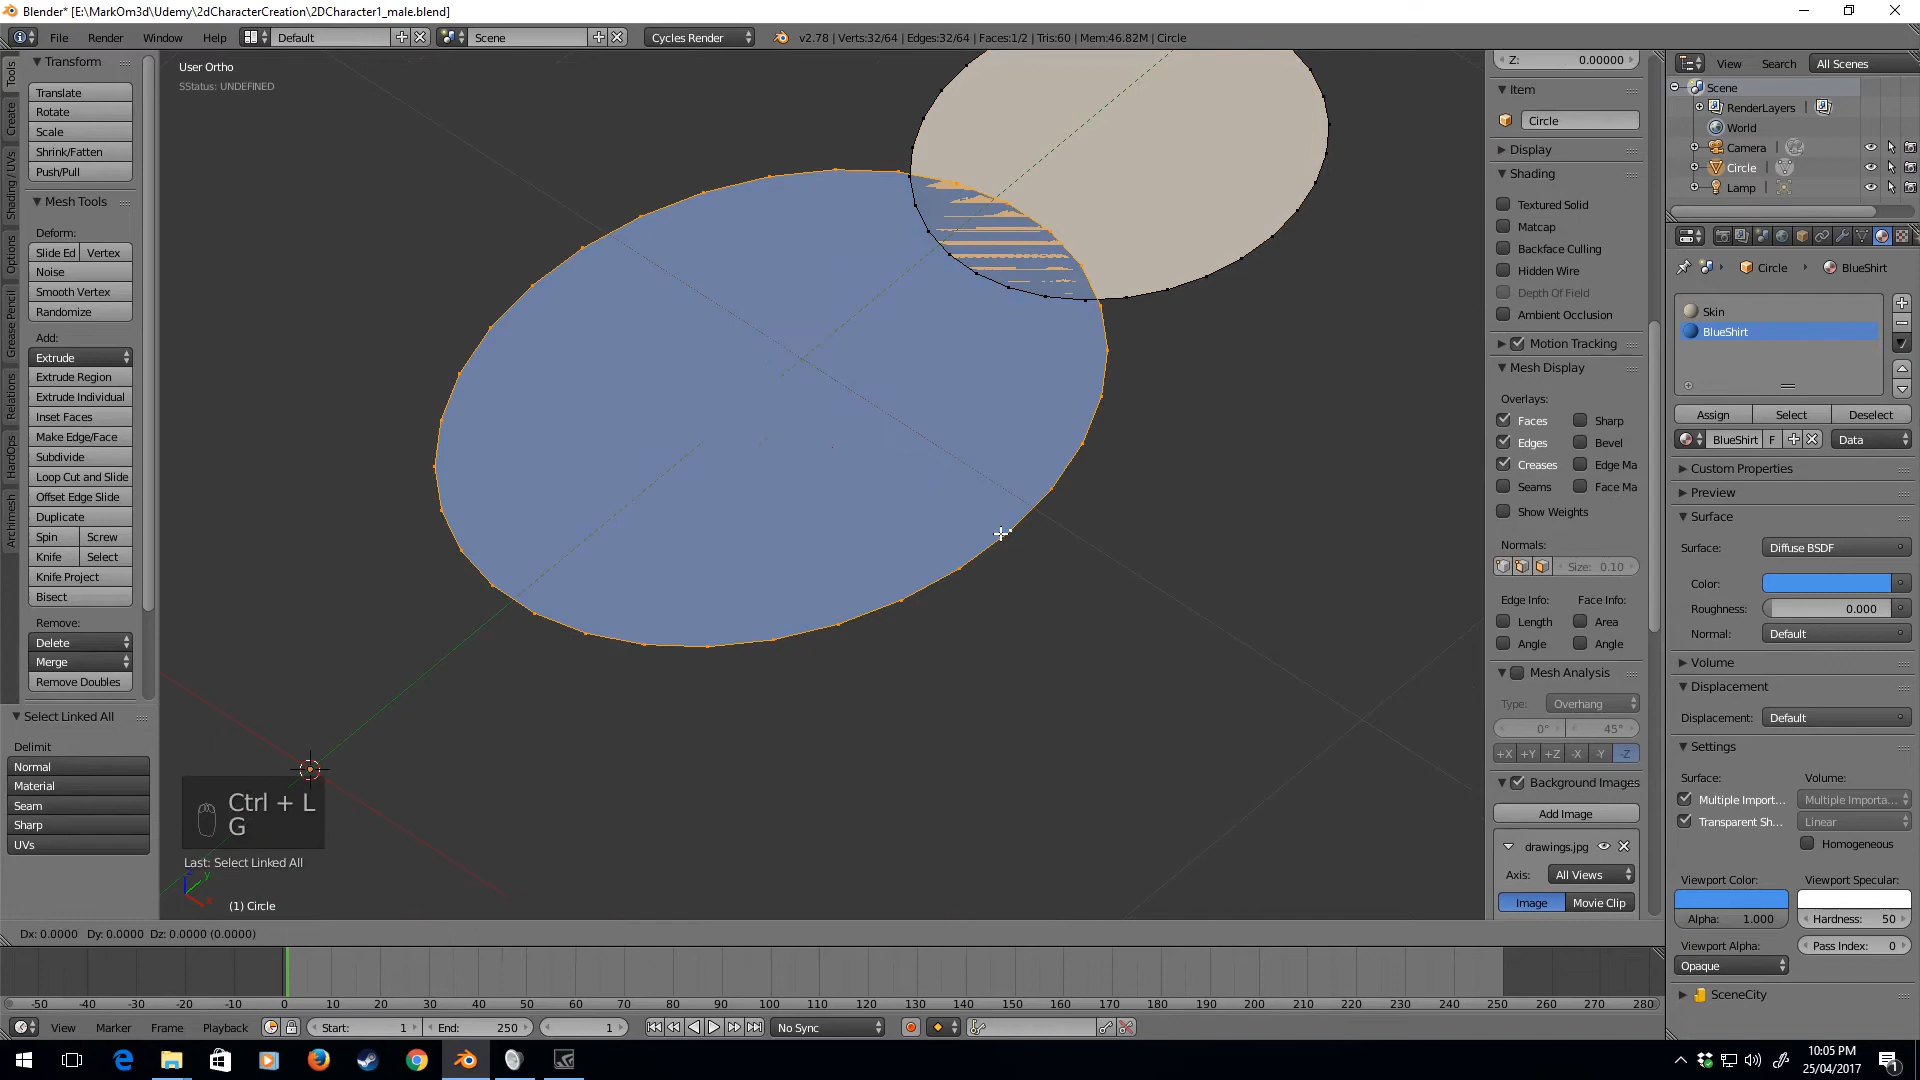 Blender* [E:\MarkOm3d\Udemy\2dCharacterCreation\2DCharacter1_male.blend]
File Render Window Help Default Scene Cycles Render v2.78 | Verts:32/64 | Edges:32/64 | Faces:1/2 | Tris:60 | Mem:46.82M | Circle
Tools
Create
Shading / UVs
Options
Grease Pencil
Relations
HardOps
Archimesh
Transform
Translate
Rotate
Scale
Shrink/Fatten
Push/Pull
Mesh Tools
Deform:
Slide Ed Vertex
Noise
Smooth Vertex
Randomize
Add:
Extrude
Extrude Region
Extrude Individual
Inset Faces
Make Edge/Face
Subdivide
Loop Cut and Slide
Offset Edge Slide
Duplicate
Spin Screw
Knife Select
Knife Project
Bisect
Remove:
Delete
Merge
Remove Doubles
Select Linked All
Delimit
Normal
Material
Seam
Sharp
UVs
User Ortho
SStatus: UNDEFINED
Ctrl + L
G
Last: Select Linked All
(1) Circle
Z: 0.00000
Item
Circle
Display
Shading
Textured Solid
Matcap
Backface Culling
Hidden Wire
Depth Of Field
Ambient Occlusion
Motion Tracking
Mesh Display
Overlays:
Faces Sharp
Edges Bevel
Creases Edge Ma
Seams Face Ma
Show Weights
Normals:
Size: 0.10
Edge Info: Face Info:
Length Area
Angle Angle
Mesh Analysis
Type: Overhang
0° 45°
+X +Y +Z -X -Y -Z
Background Images
Add Image
drawings.jpg
Axis: All Views
Image Movie Clip
View Search All Scenes
Scene
RenderLayers
World
Camera
Circle
Lamp
Circle BlueShirt
Skin
BlueShirt
Assign Select Deselect
BlueShirt F Data
Custom Properties
Preview
Surface
Surface: Diffuse BSDF
Color:
Roughness: 0.000
Normal: Default
Volume
Displacement
Displacement: Default
Settings
Surface: Volume:
Multiple Import... Multiple Importa...
Transparent Sh... Linear
Homogeneous
Viewport Color: Viewport Specular:
Alpha: 1.000 Hardness: 50
Viewport Alpha: Pass Index: 0
Opaque
SceneCity
Dx: 0.0000 Dy: 0.0000 Dz: 0.0000 (0.0000)
-50 -40 -30 -20 -10 0 10 20 30 40 50 60 70 80 90 100 110 120 130 140 150 160 170 180 190 200 210 220 230 240 250 260 270 280
View Marker Frame Playback Start: 1 End: 250 1 No Sync
10:05 PM
25/04/2017
1